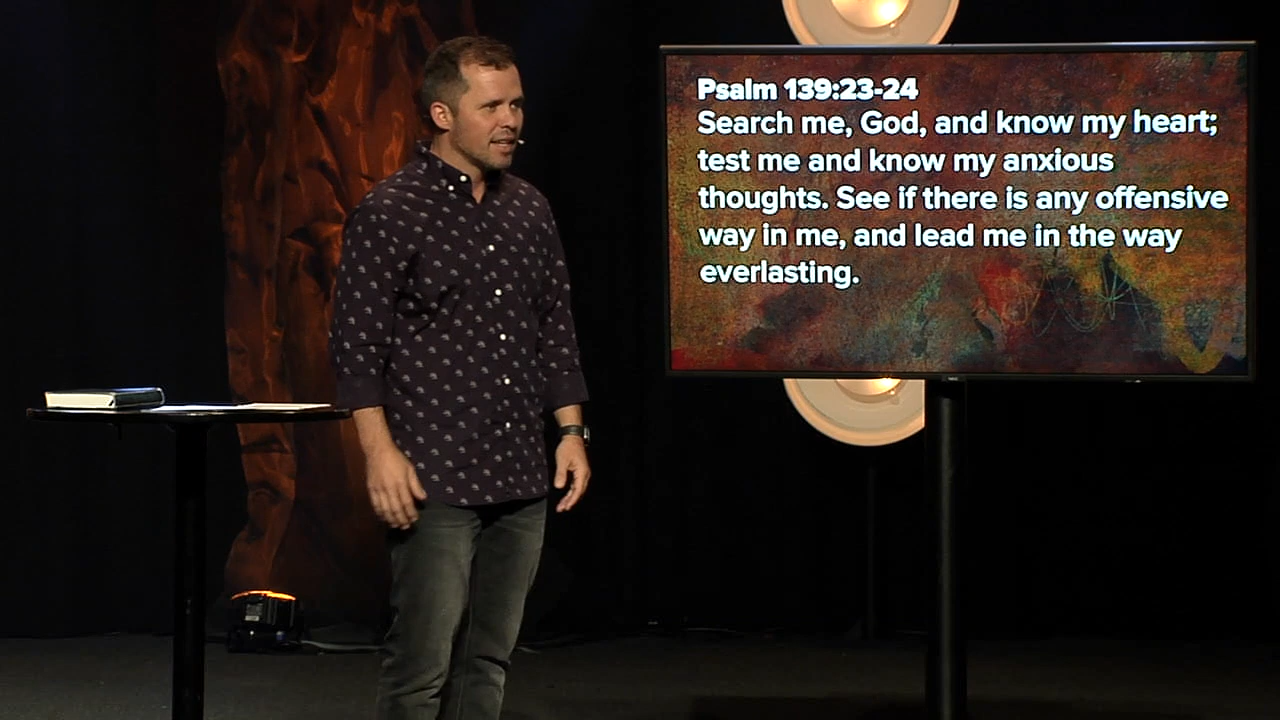 Psalm 139:23-24
Search me, God, and know my heart;
test me and know my anxious
thoughts. See if there is any offensive
way in me, and lead me in the way
everlasting.